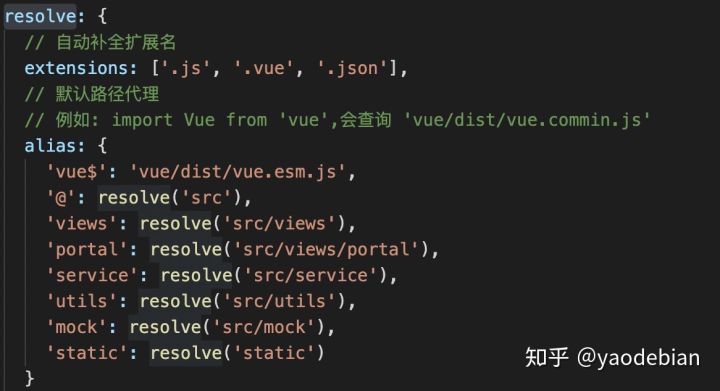 resolve: {
// 自动补全扩展名
extensions: ['.js', '.vue', '.json'],
// 默认路径代理
// 例如: import Vue from 'vue',会查询 'vue/dist/vue.commin.js'
alias: {
'vue$': 'vue/dist/vue.esm.js',
'@': resolve('src'),
'views': resolve('src/views'),
'portal': resolve('src/views/portal'),
'service': resolve('src/service'),
'utils': resolve('src/utils'),
'mock': resolve('src/mock'),
'static': resolve('static')
}
知乎 @yaodebian